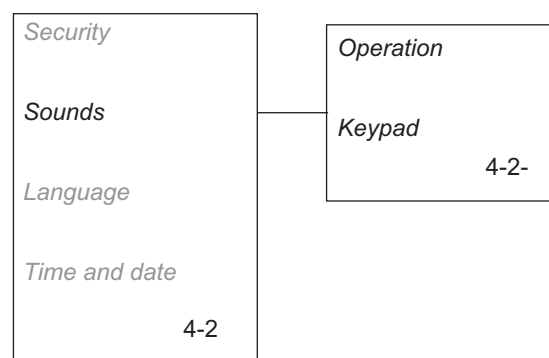 Security
Sounds
Language
Time and date
4-2
Operation
Keypad
4-2-